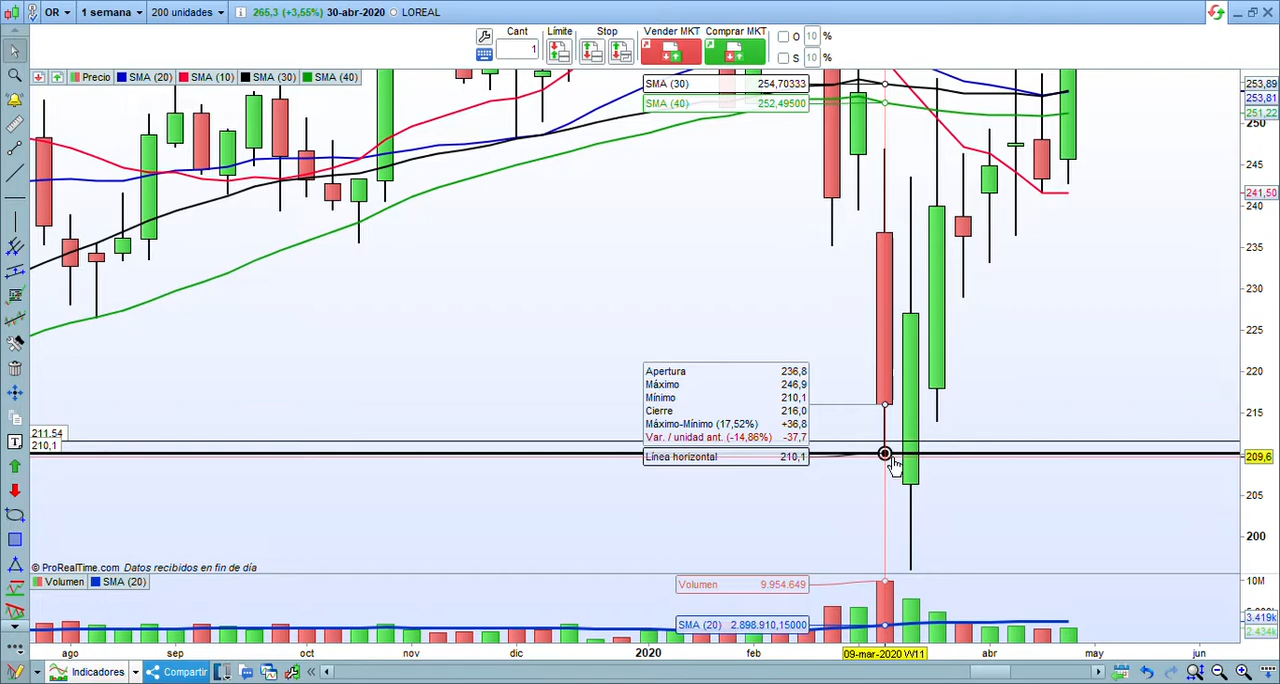 OR
1 semana
200 unidades
265,3 (+3,55%) 30-abr-2020
LOREAL
Cant
Límite
Stop
Vender MKT
Comprar MKT
1
O 10 %
S 10 %
Precio SMA (20) SMA (10) SMA (30) SMA (40)
SMA (30) 254,70333
SMA (40) 252,49500
253,89
253,81
251,22
250
245
241,50
240
235
230
225
220
215
209,6
205
200
Apertura 236,8
Máximo 246,9
Mínimo 210,1
Cierre 216,0
Máximo-Mínimo (17,52%) +36,8
Var. / unidad ant. (-14,86%) -37,7
Línea horizontal 210,1
211,54
210,1
© ProRealTime.com Datos recibidos en fin de día
Volumen SMA (20)
Volumen 9.954.649
SMA (20) 2.898.910,15000
10M
3.419k
2.434k
ago sep oct nov dic 2020 feb 09-mar-2020 W11 abr may jun
Indicadores
Compartir